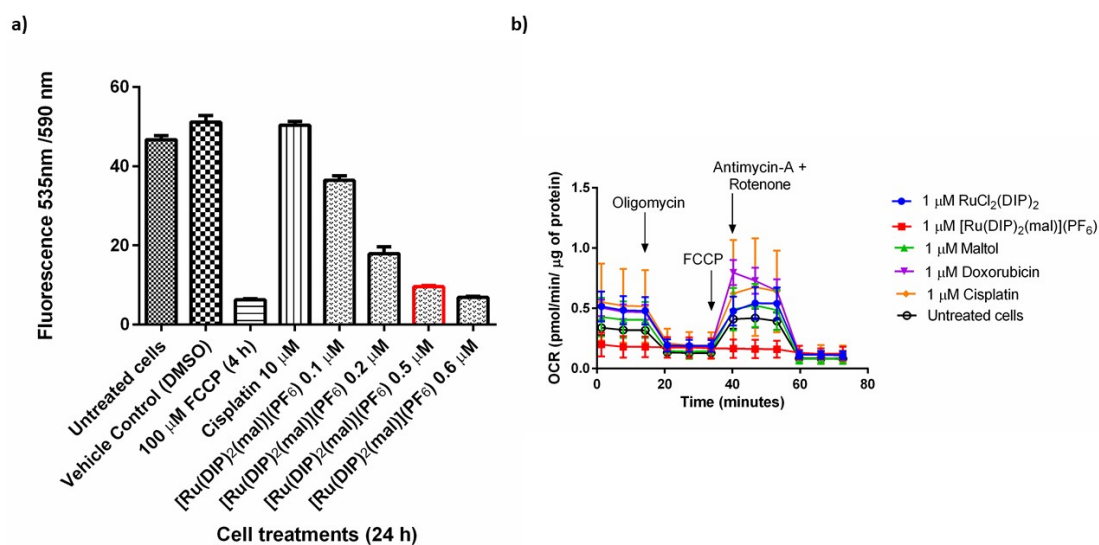 a)
Fluorescence 535nm /590 nm
60
40
20
0
Untreated cells
Vehicle Control (DMSO)
100 μM FCCP (4 h)
Cisplatin 10 μM
[Ru(DIP)2(mal)](PF6) 0.1 μM
[Ru(DIP)2(mal)](PF6) 0.2 μM
[Ru(DIP)2(mal)](PF6) 0.5 μM
[Ru(DIP)2(mal)](PF6) 0.6 μM
Cell treatments (24 h)
b)
OCR (pmol/min/ μg of protein)
1.5
1.0
0.5
0.0
0
20
40
60
80
Time (minutes)
Oligomycin
FCCP
Antimycin-A +
Rotenone
1 μM RuCl2(DIP)2
1 μM [Ru(DIP)2(mal)](PF6)
1 μM Maltol
1 μM Doxorubicin
1 μM Cisplatin
Untreated cells